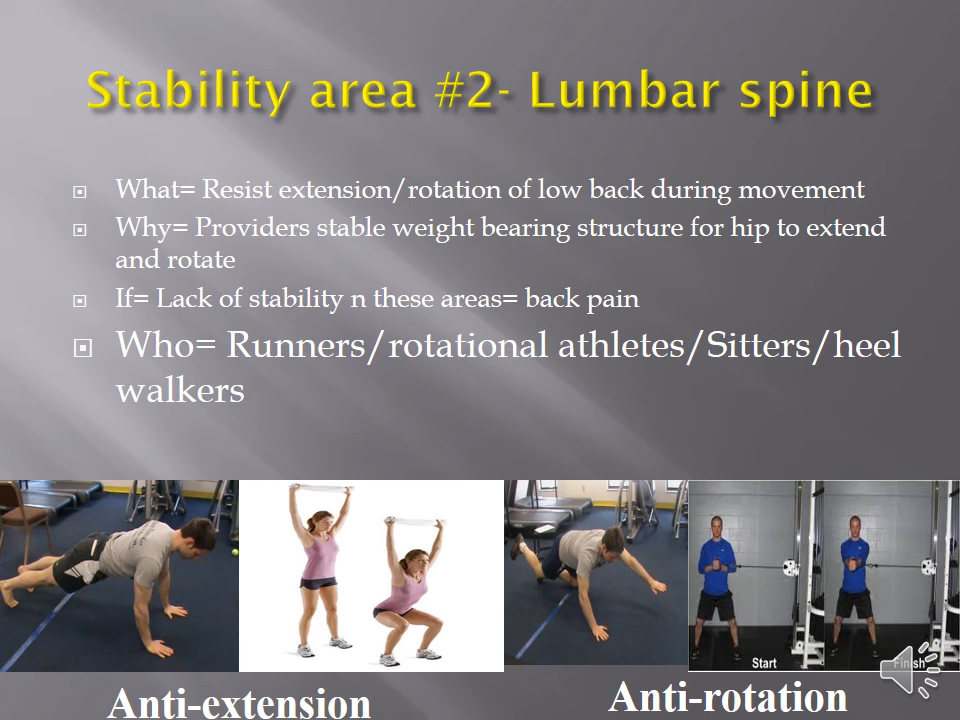 Stability area #2- Lumbar spine
What= Resist extension/rotation of low back during movement
Why= Providers stable weight bearing structure for hip to extend
and rotate
If= Lack of stability n these areas= back pain
Who= Runners/rotational athletes/Sitters/heel
walkers
Start
Finish
Anti-extension
Anti-rotation